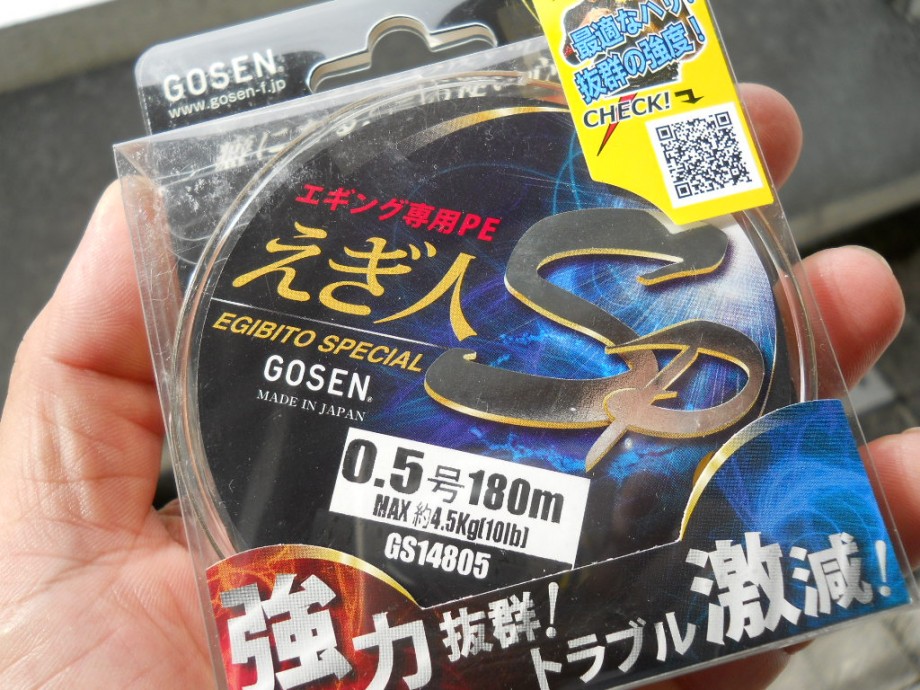 GOSEN
www.gosen-f.jp
最適なハリ
抜群の強度！
CHECK!
エギング専用PE
えぎ人
SP
EGIBITO SPECIAL
GOSEN®
MADE IN JAPAN
0.5号180m
MAX 約4.5Kg(10lb)
GS14805
強力抜群！
トラブル激減！